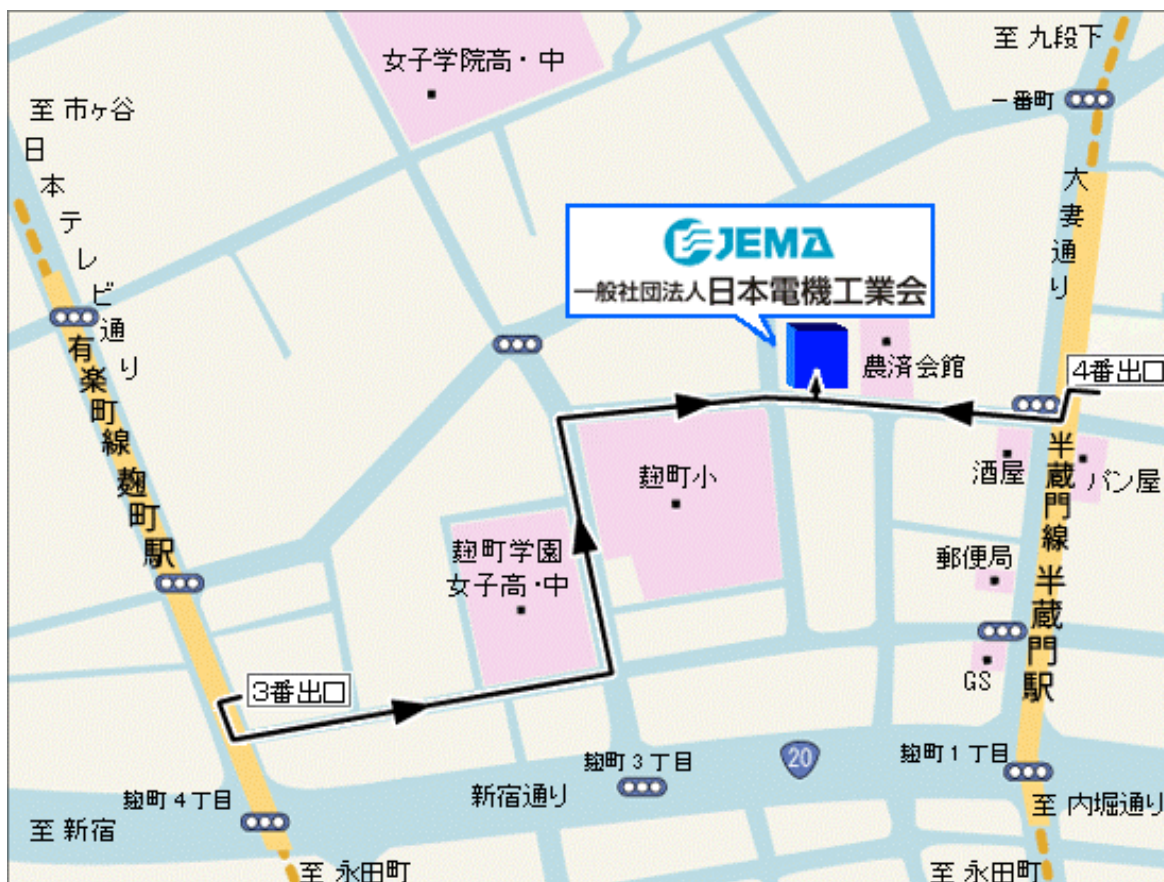 女子学院高・中
至 九段下
一番町
至 市ヶ谷
日本テレビ通り
大妻通り
JEMA
一般社団法人日本電機工業会
有楽町線 麹町駅
農済会館
4番出口
麹町小
酒屋
パン屋
半蔵門線 半蔵門駅
麹町学園
女子高・中
郵便局
3番出口
GS
麹町3丁目
20
麹町1丁目
新宿通り
麹町4丁目
至 新宿
至 内堀通り
至 永田町
至 永田町